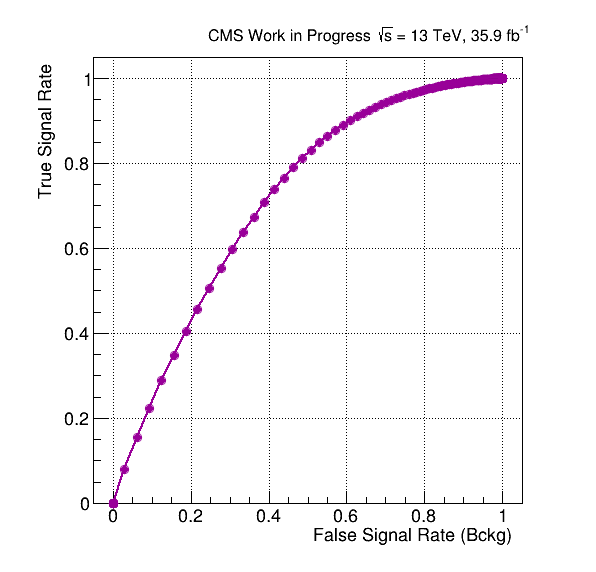 CMS Work in Progress √s = 13 TeV, 35.9 fb⁻¹
True Signal Rate
1
0.8
0.6
0.4
0.2
0
0 0.2 0.4 0.6 0.8 1
False Signal Rate (Bckg)